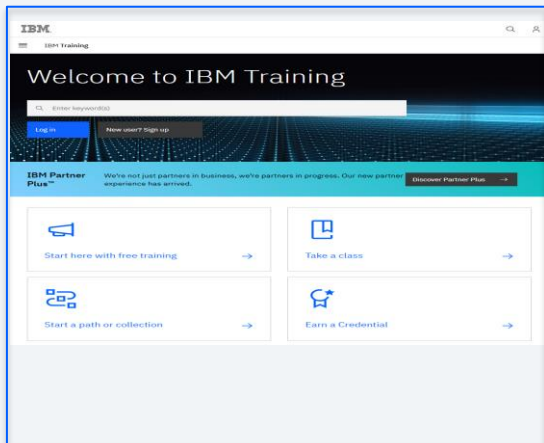 IBM
IBM Training
Welcome to IBM Training
Enter keyword(s)
Log in
New user? Sign up
IBM Partner Plus™
We're not just partners in business, we're partners in progress. Our new partner
experience has arrived.
Discover Partner Plus
Start here with free training
Take a class
Start a path or collection
Earn a Credential